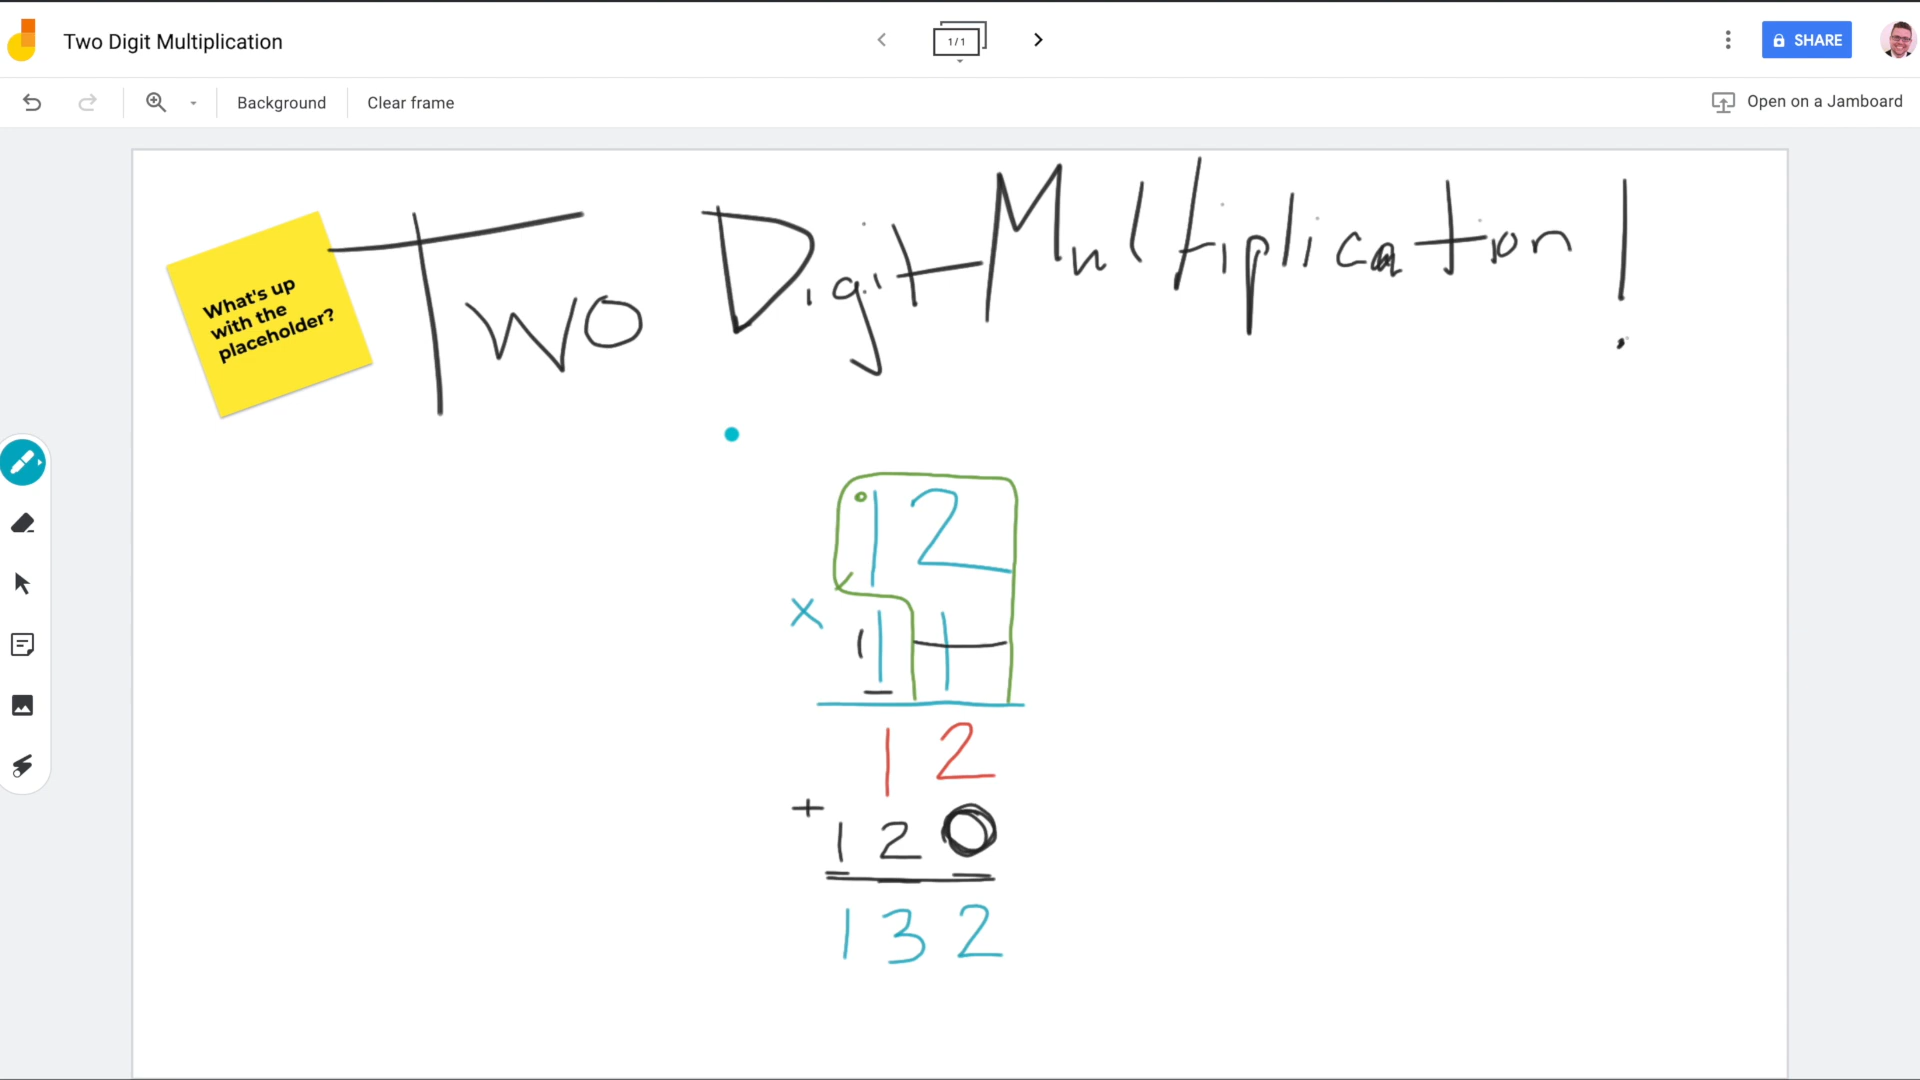 Two Digit Multiplication
1/1
SHARE
Background
Clear frame
Open on a Jamboard
What's up
with the
placeholder?
Two Digit Multiplication!
12
x 11
12
+ 120
132